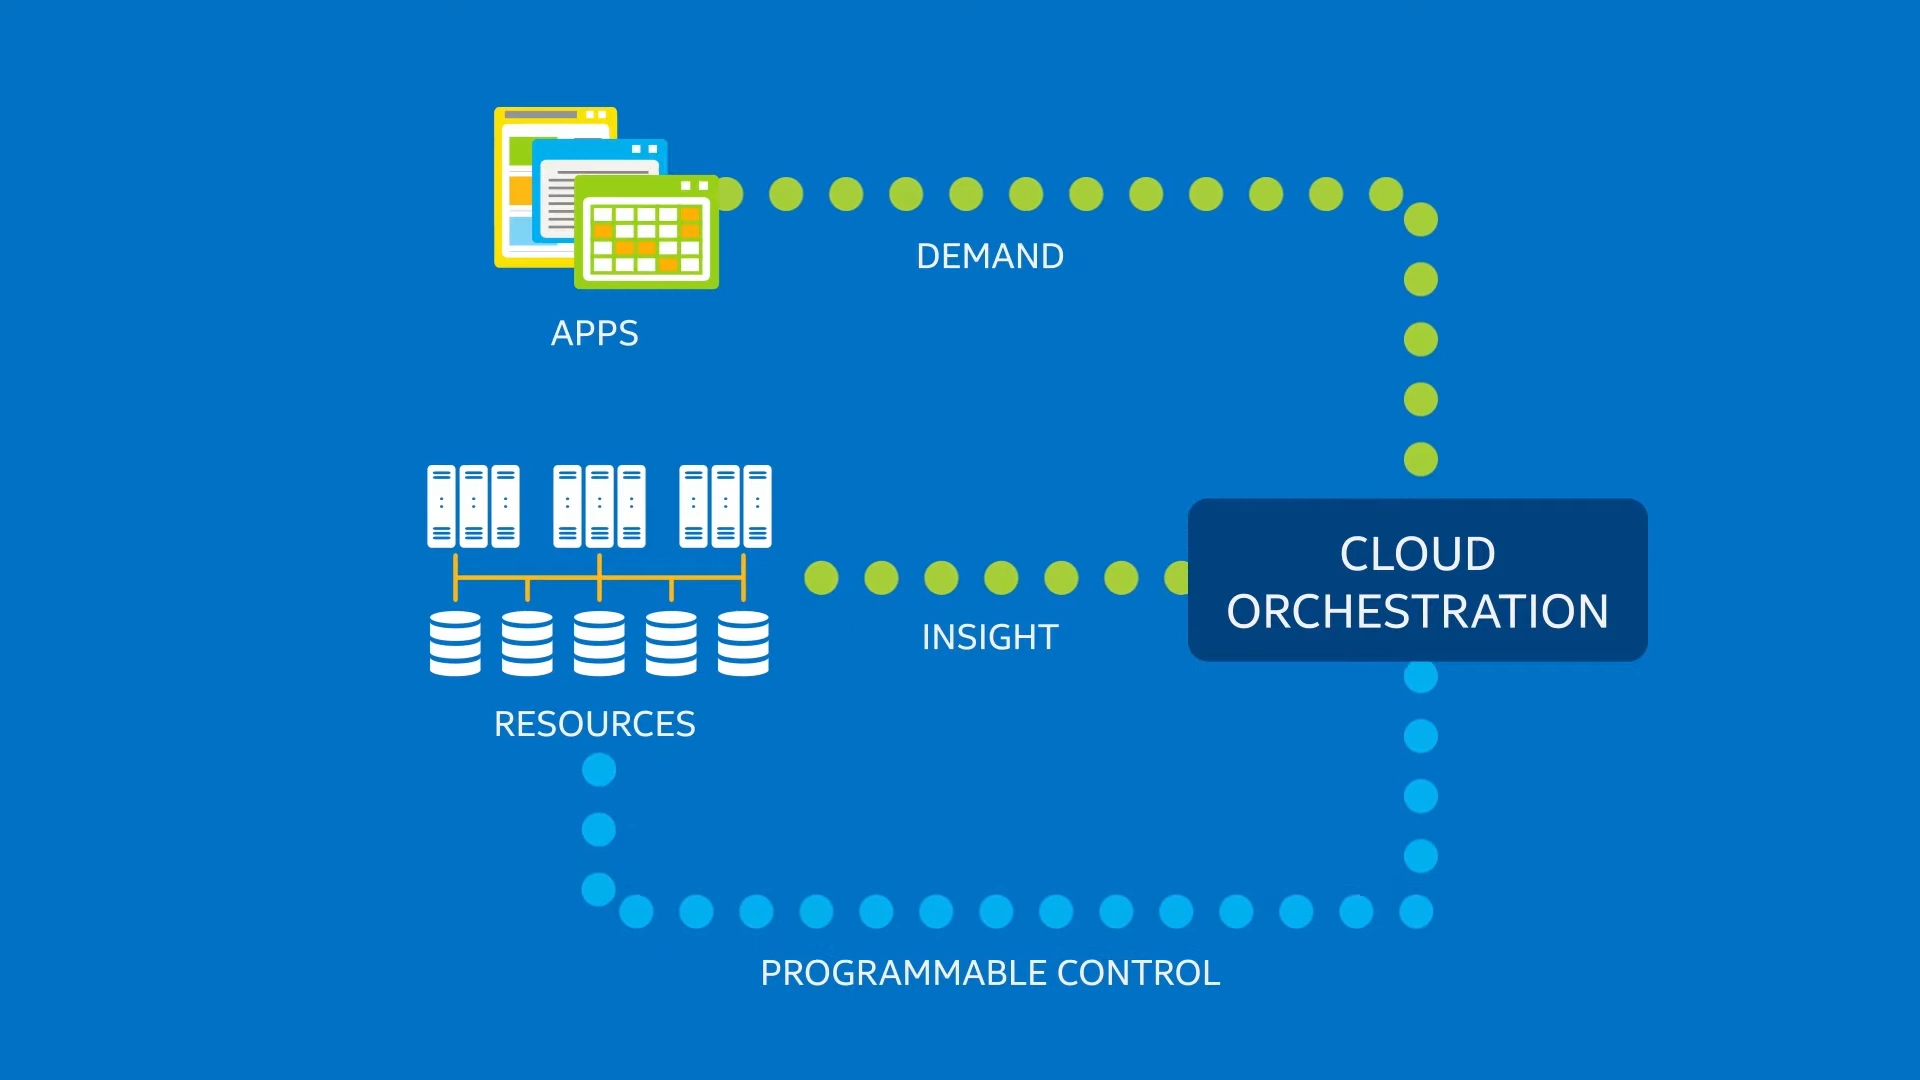 DEMAND
APPS
CLOUD
ORCHESTRATION
INSIGHT
RESOURCES
PROGRAMMABLE CONTROL